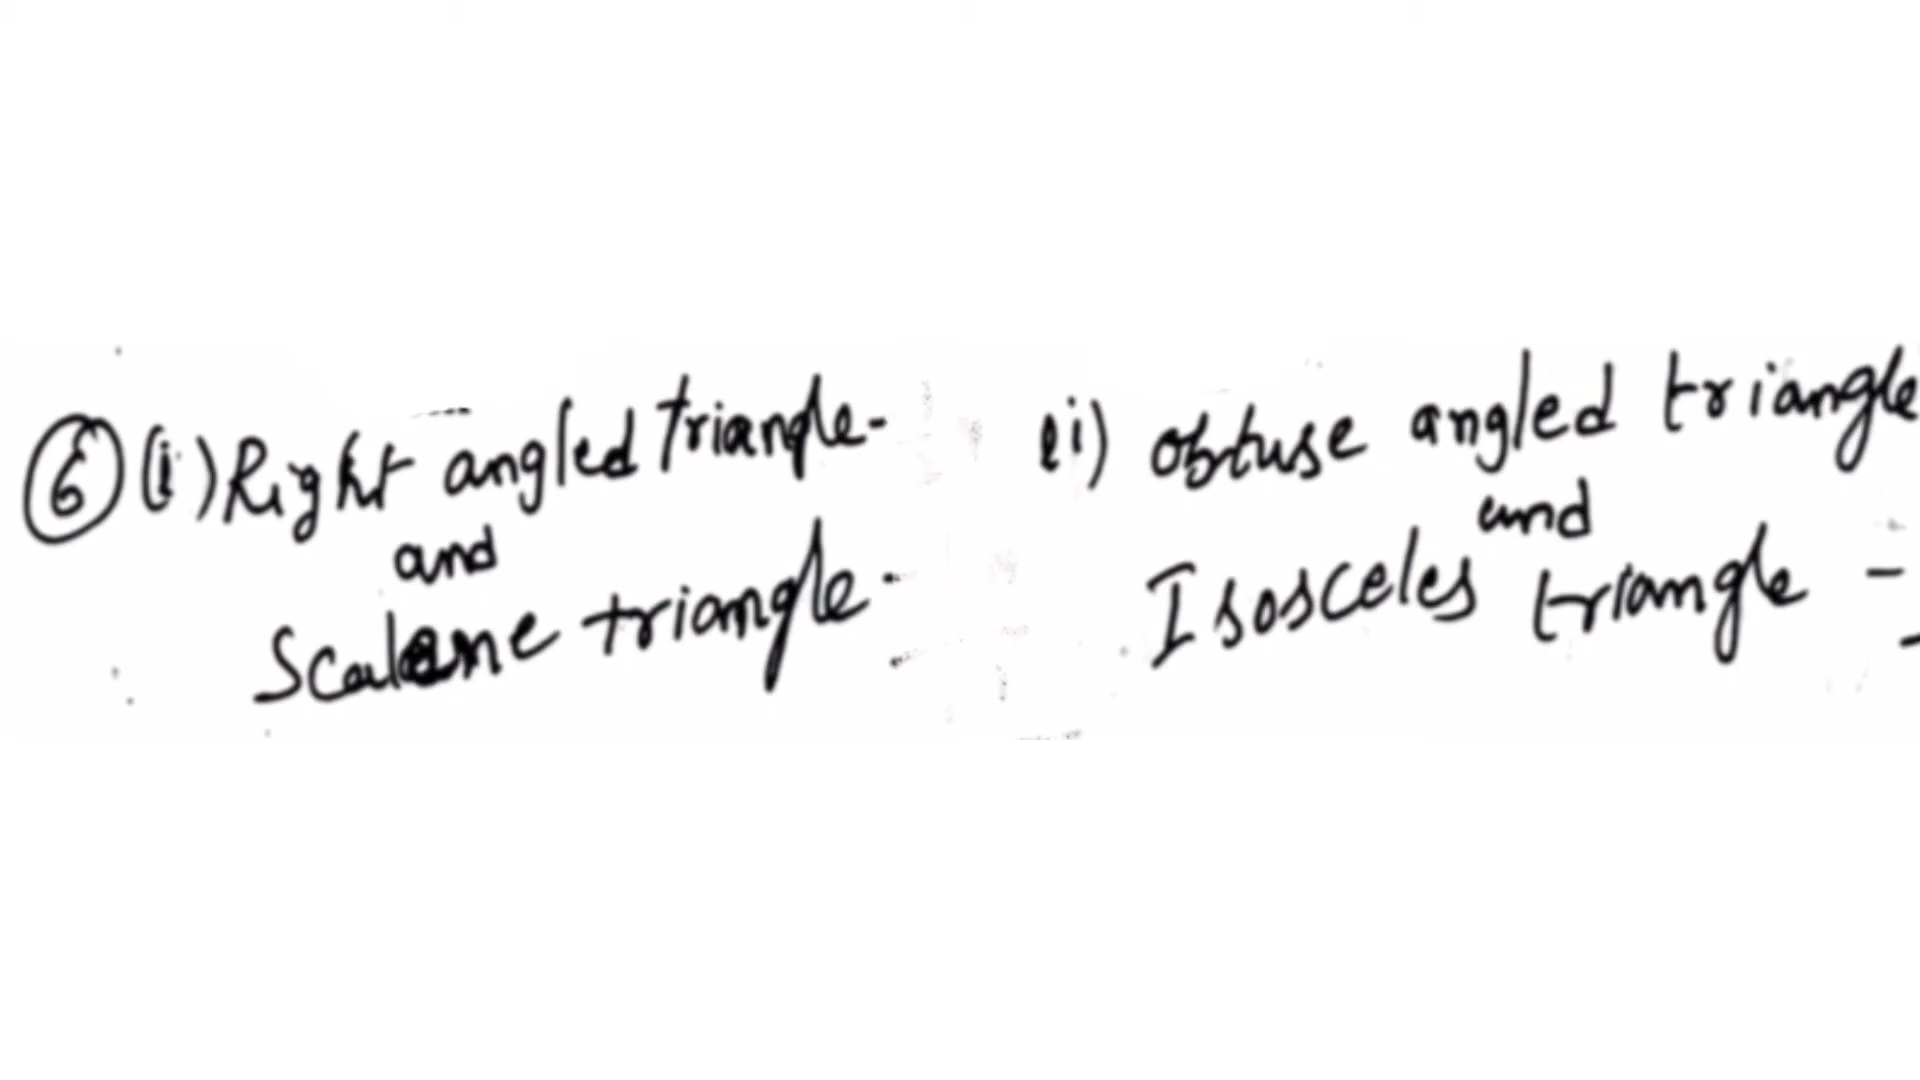 6 (i) Right angled triangle-
and
Scalene triangle-
ii) obtuse angled triangle
and
Isosceles triangle -